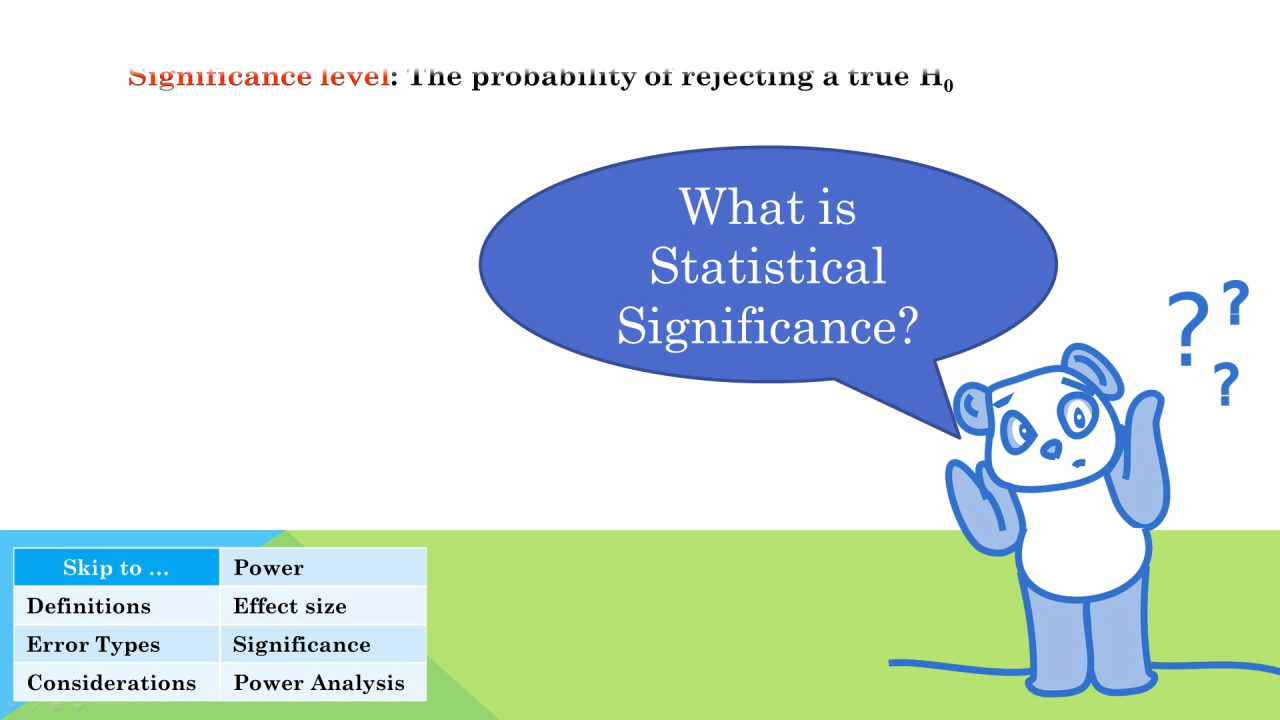 Significance level: The probability of rejecting a true H₀
What is
Statistical
Significance?
? ?
?
Skip to ... Power
Definitions Effect size
Error Types Significance
Considerations Power Analysis